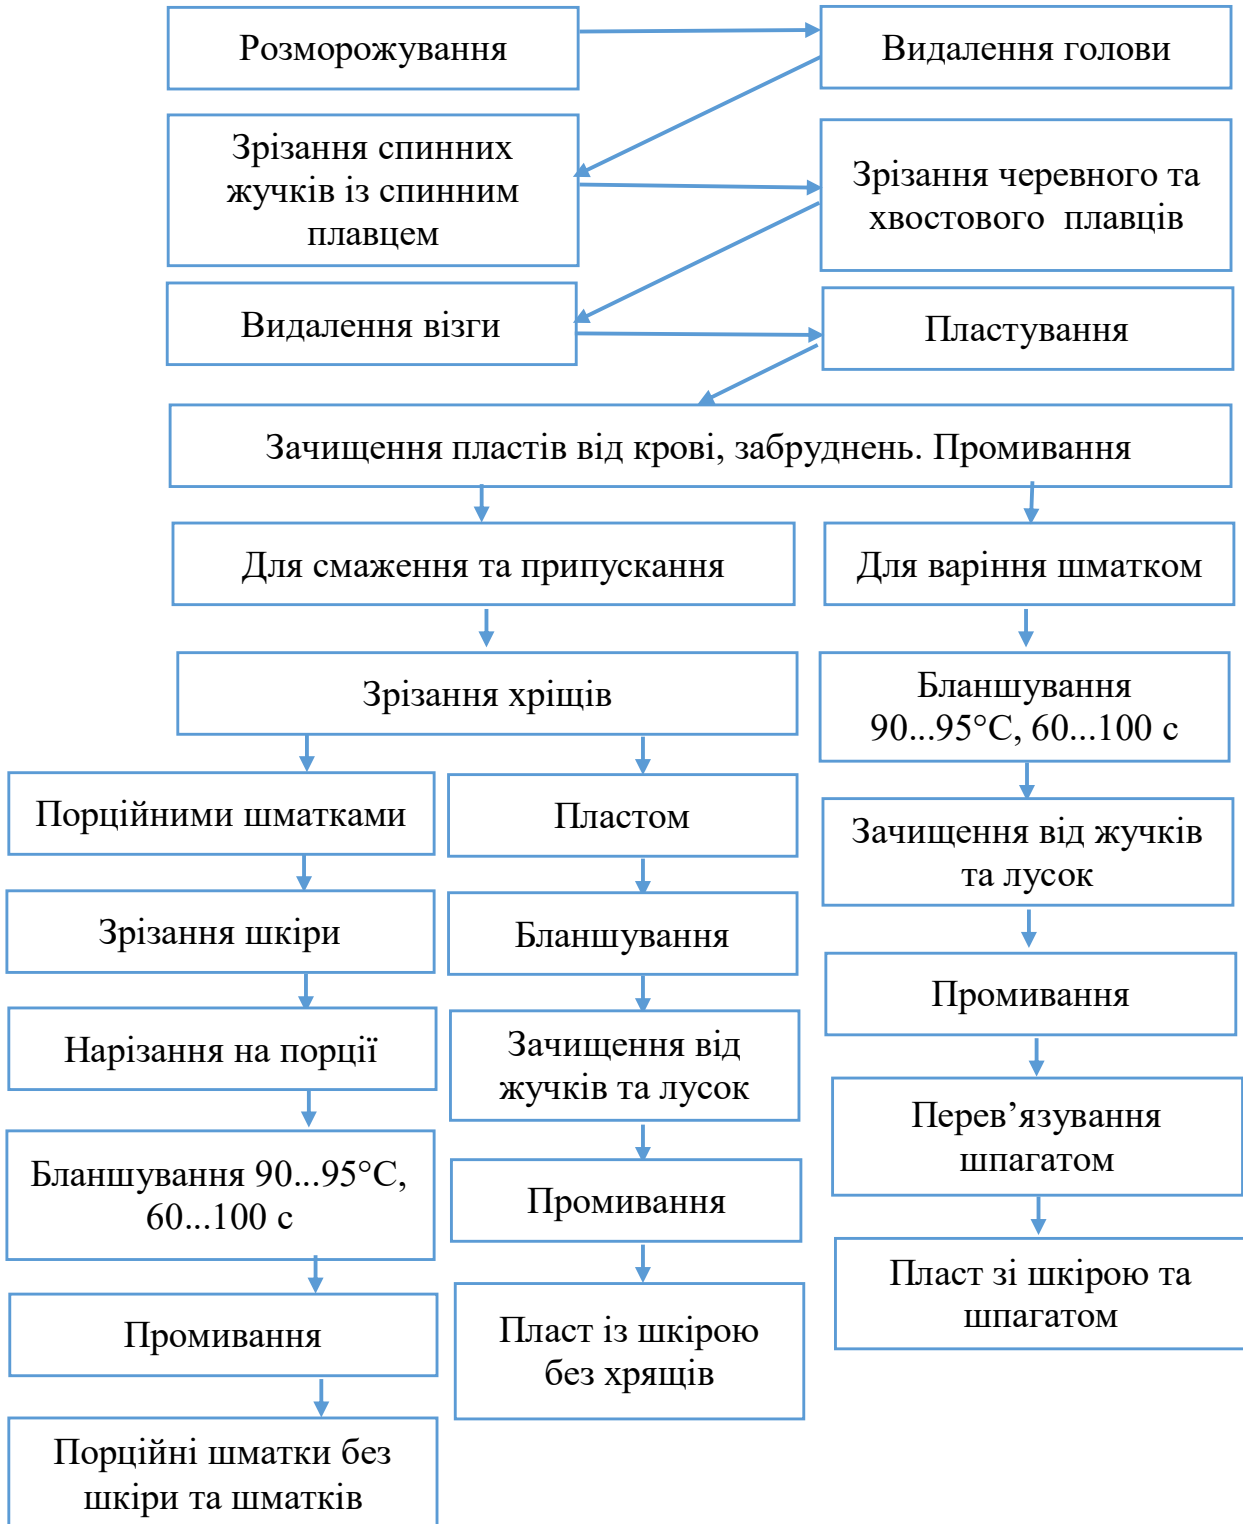 Розморожування
Видалення голови
Зрізання спинних
жучків із спинним
плавцем
Зрізання черевного та
хвостового плавців
Видалення візги
Пластування
Зачищення пластів від крові, забруднень. Промивання
Для смаження та припускання
Для варіння шматком
Зрізання хріщів
Порційними шматками
Зрізання шкіри
Нарізання на порції
Бланшування 90...95°С,
60...100 с
Промивання
Порційні шматки без
шкіри та шматків
Пластом
Бланшування
Зачищення від
жучків та лусок
Промивання
Пласт із шкірою
без хрящів
Бланшування
90...95°С, 60...100 с
Зачищення від жучків
та лусок
Промивання
Перев’язування
шпагатом
Пласт зі шкірою та
шпагатом